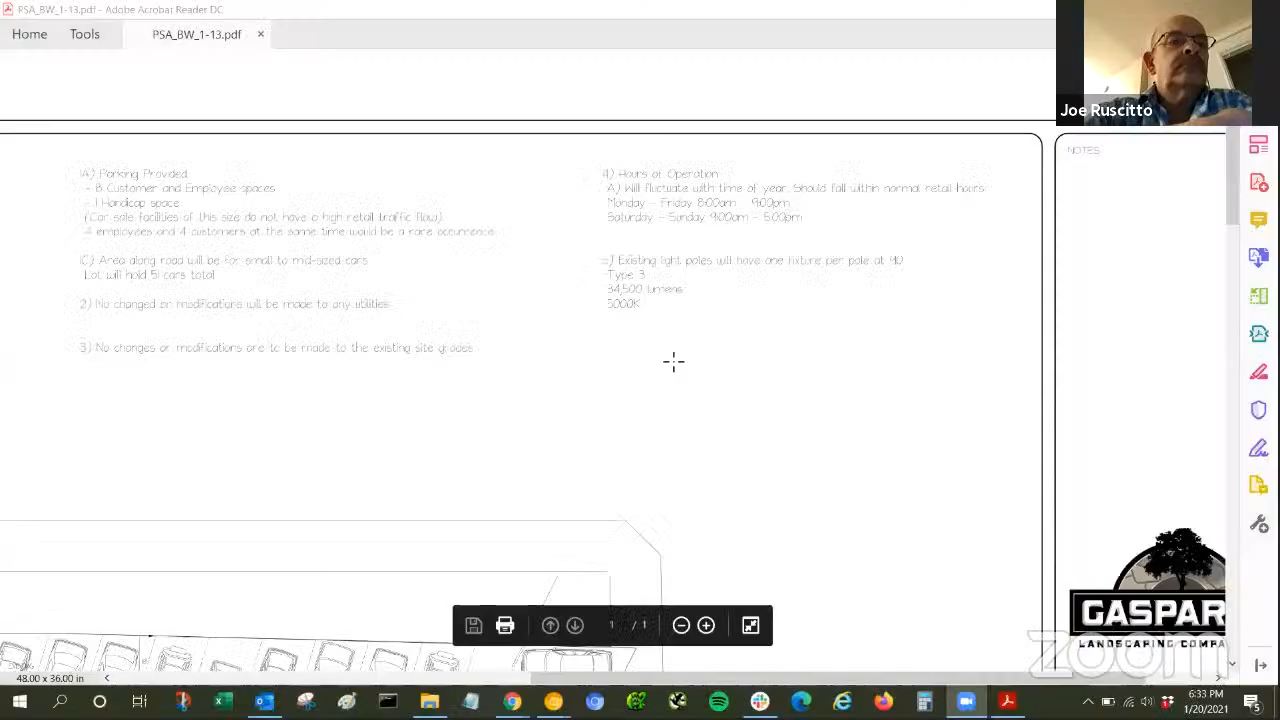 PSA_BW_1-13.pdf - Adobe Acrobat Reader DC
Home
Tools
PSA_BW_1-13.pdf
Joe Ruscitto
NOTES
1A) Parking Provided
- 8 Customer and Employee spaces
- 1 Handicap space
(Car sale facilities of this size do not have a high retail traffic flow)
4 employees and 4 customers at the same time would be a rare occurrence
1C) Area along road will be for small to mid-sized cars
Lot will hold 51 cars total
2) No changed on modifications will be made to any utilities
3) No changes or modifications are to be made to the existing site grades
4) Hours of Operation
A) Will fluctuate with time of year. Should fall within normal retail hours
Monday - Friday 8:00am - 9:00pm
Saturday - Sunday 9:00am - 5:00pm
Existing light poles will have one fixture per pole at
Type 3
34,500 lumens
5000K
1 / 1
GASPAR
LANDSCAPING COMPA
zoom
48.00 x 36.00 in
6:33 PM
1/20/2021
5